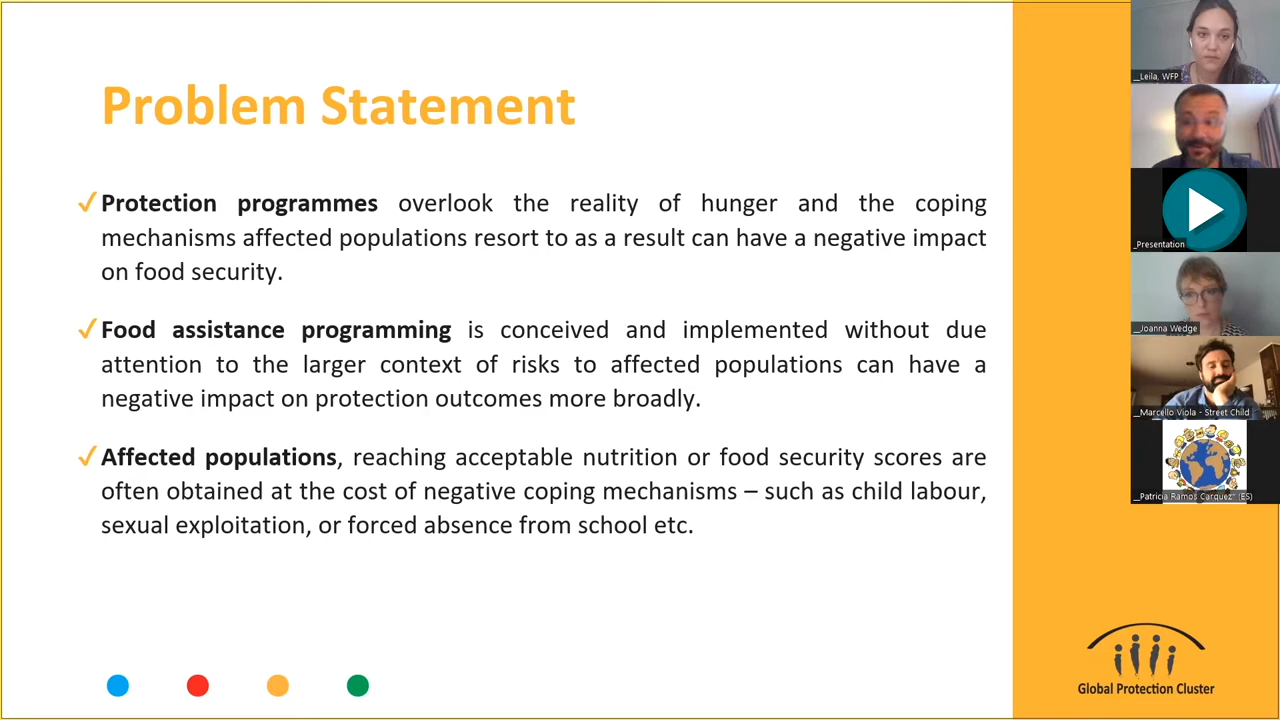 Problem Statement
✓Protection programmes overlook the reality of hunger and the coping
mechanisms affected populations resort to as a result can have a negative impact
on food security.
✓Food assistance programming is conceived and implemented without due
attention to the larger context of risks to affected populations can have a
negative impact on protection outcomes more broadly.
✓Affected populations, reaching acceptable nutrition or food security scores are
often obtained at the cost of negative coping mechanisms – such as child labour,
sexual exploitation, or forced absence from school etc.
Global Protection Cluster
_Leila, WFP
_Presentation
_Joanna Wedge
_Marcello Viola - Street Child
_Patricia Ramos Carquez* (ES)